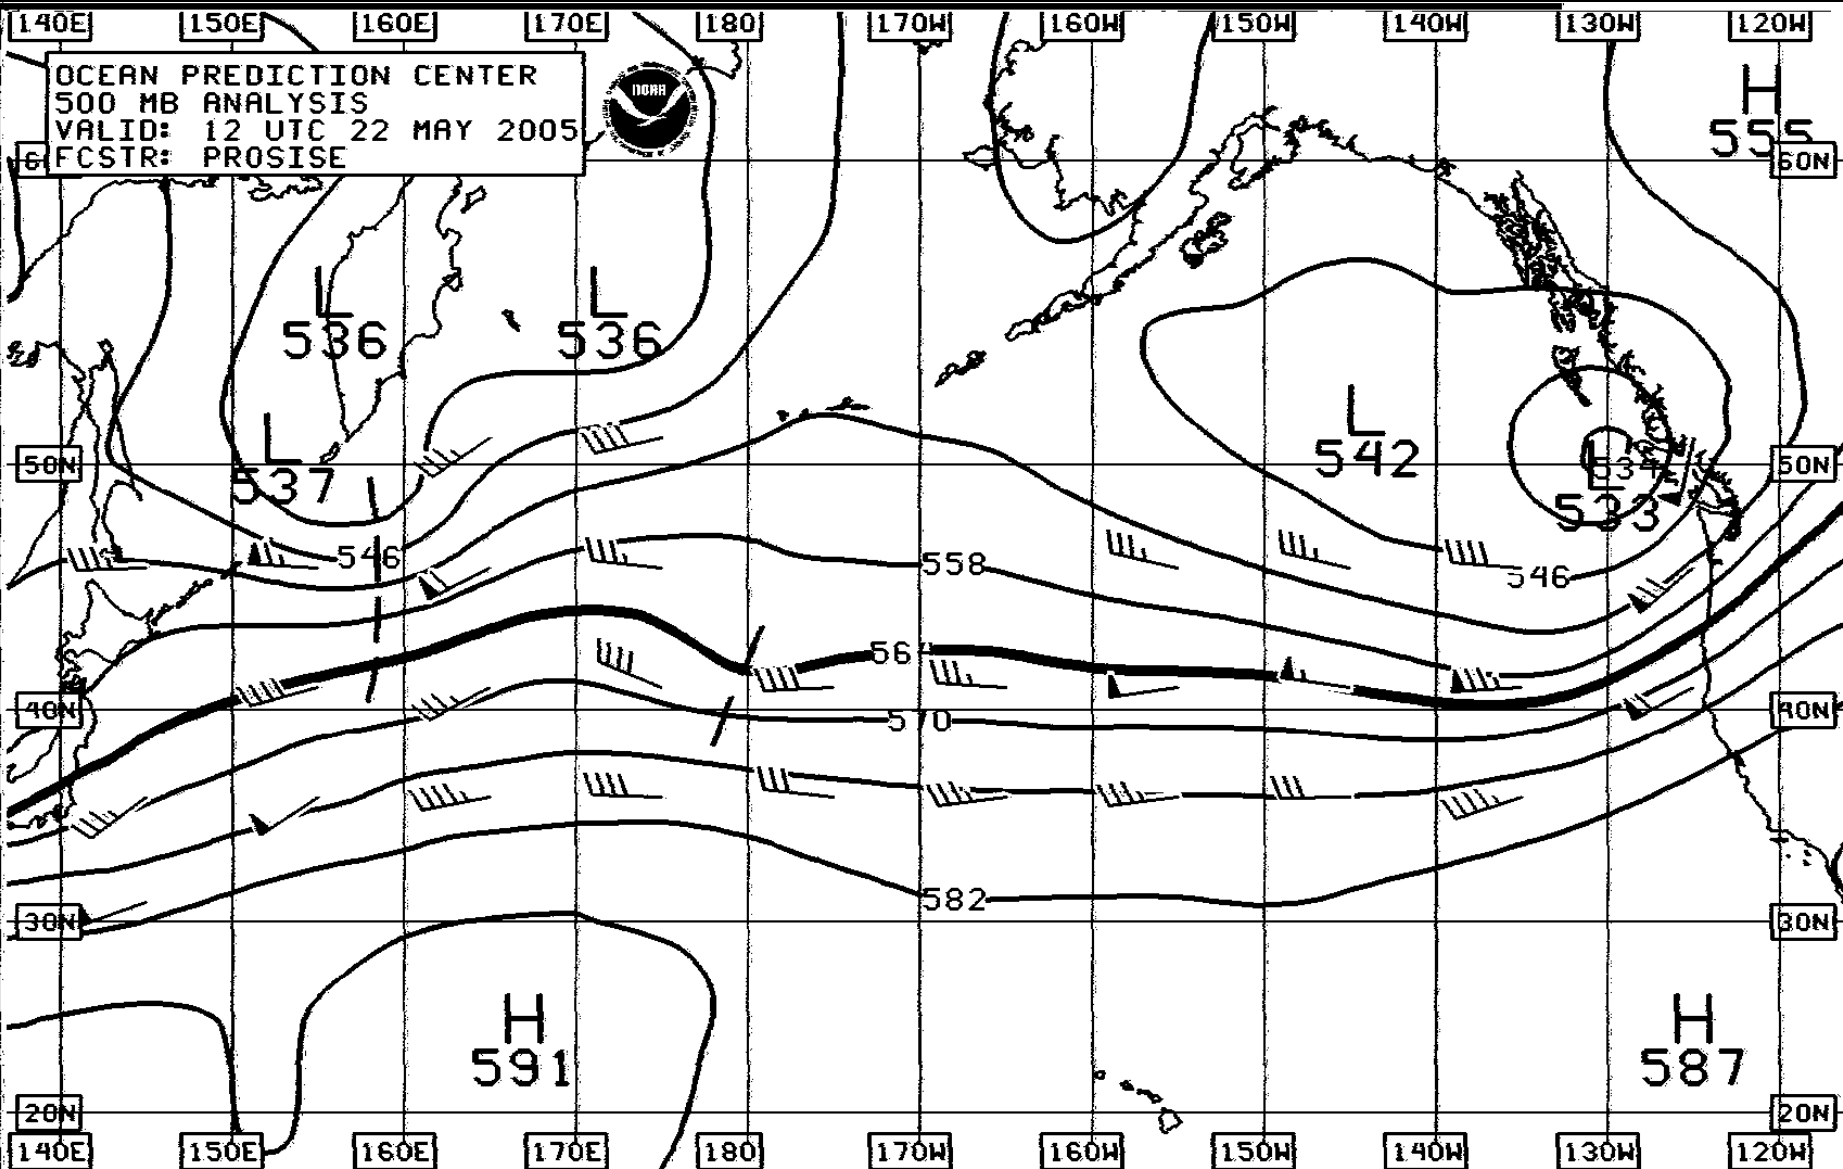 140E 150E 160E 170E 180 170W 160W 150W 140W 130W 120W
OCEAN PREDICTION CENTER
500 MB ANALYSIS
VALID: 12 UTC 22 MAY 2005
FCSTR: PROSISE
NOAA
H
555
60N
L
536
L
536
L
537
L
542
L
534
533
50N
50N
546
558
546
564
570
40N
40N
582
30N
30N
H
591
H
587
20N
20N
140E 150E 160E 170E 180 170W 160W 150W 140W 130W 120W